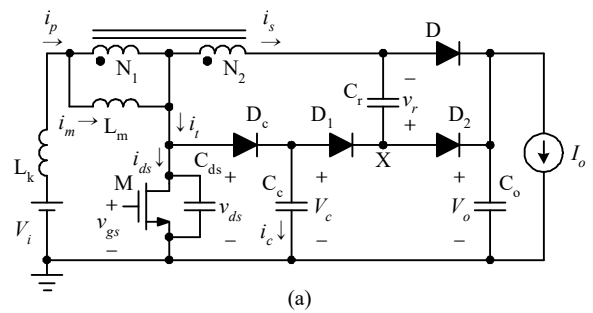 i_p →
i_s →
D
N_1
N_2
C_r
−
v_r
+
i_m → L_m
↓ i_t
D_c
D_1
D_2
X
I_o
L_k
i_ds ↓
C_ds
M
+
v_gs
−
+
v_ds
−
C_c
i_c ↓
+
V_c
−
+
V_o
−
C_o
V_i
(a)